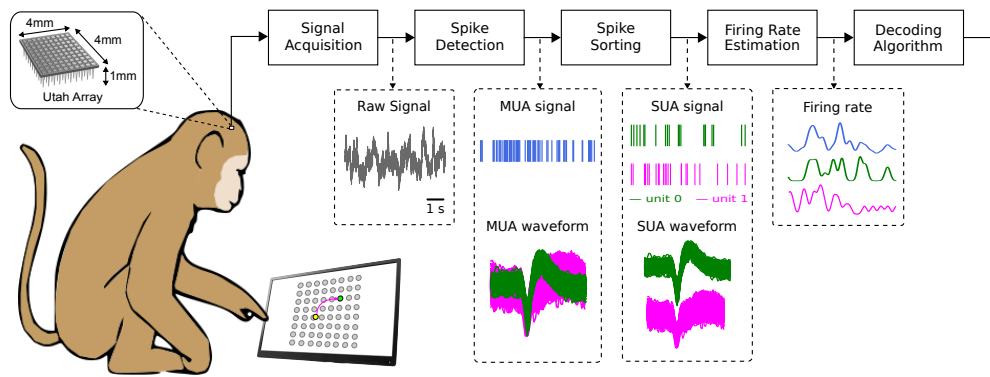 4mm
4mm
1mm
Utah Array
Signal
Acquisition
Spike
Detection
Spike
Sorting
Firing Rate
Estimation
Decoding
Algorithm
Raw Signal
1 s
MUA signal
MUA waveform
SUA signal
unit 0
unit 1
SUA waveform
Firing rate